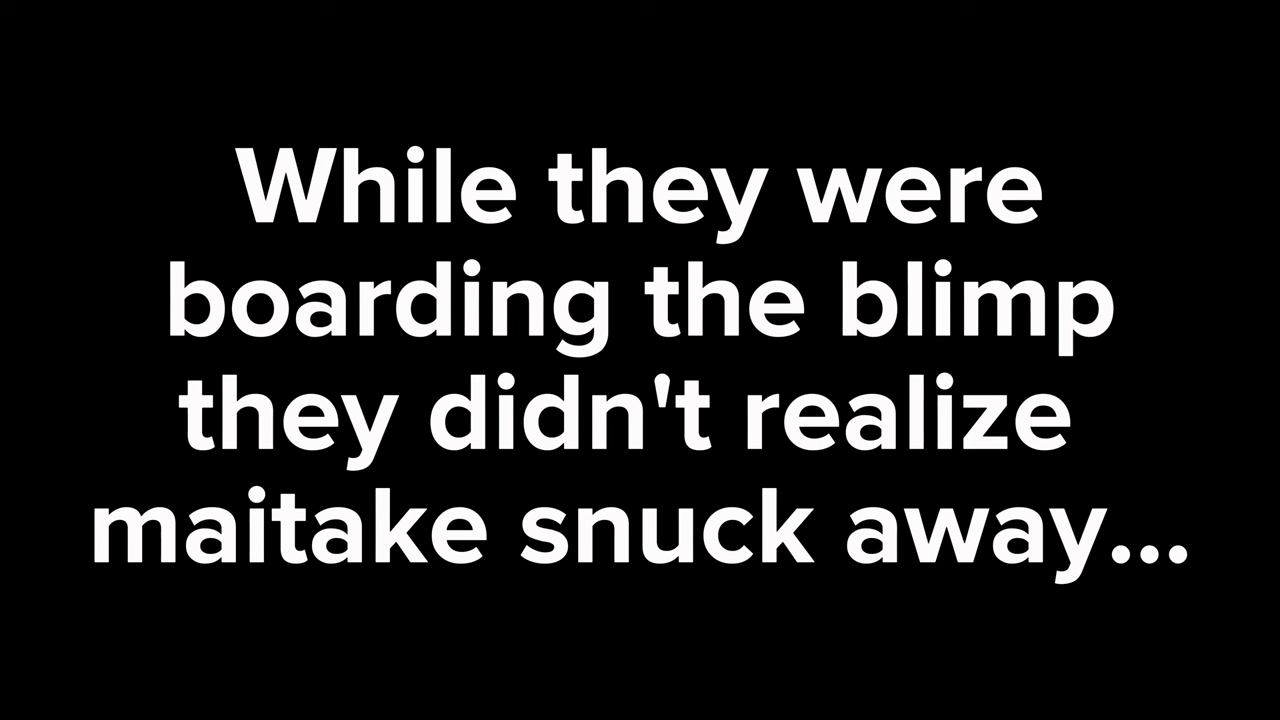 While they were
boarding the blimp
they didn't realize
maitake snuck away...